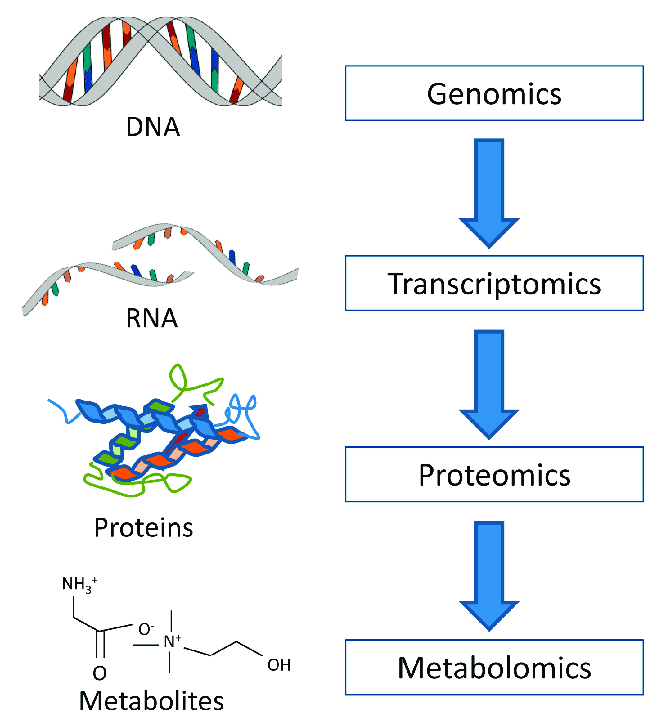 DNA
Genomics
RNA
Transcriptomics
Proteins
Proteomics
NH₃⁺
O⁻
N⁺
O
OH
Metabolites
Metabolomics